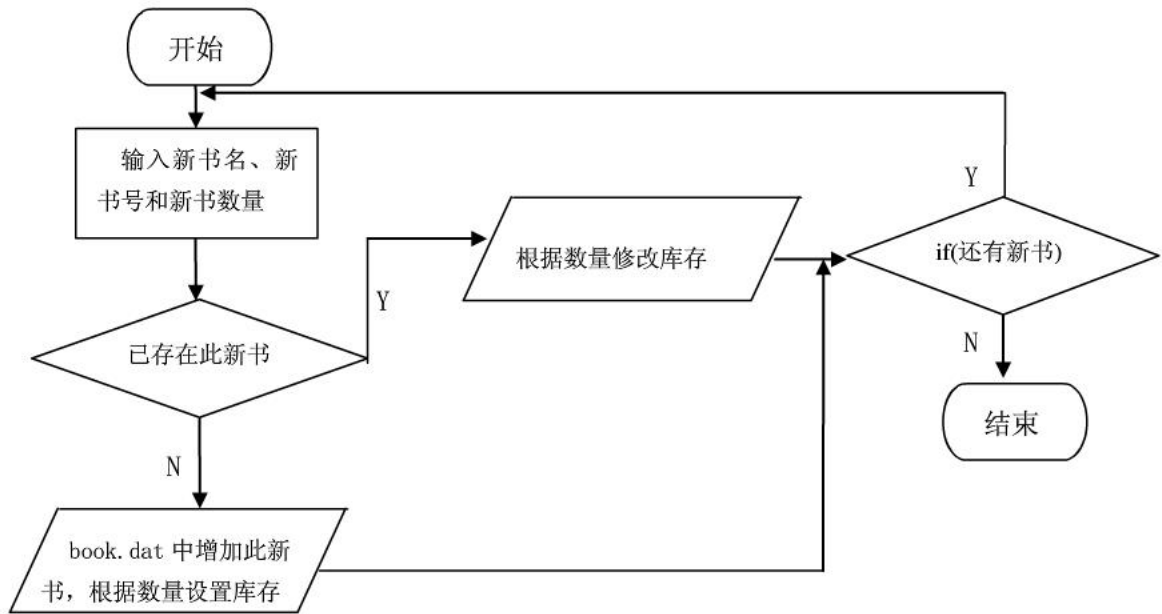 开始
输入新书名、新
书号和新书数量
已存在此新书
Y
根据数量修改库存
Y
if(还有新书)
N
结束
N
book.dat 中增加此新
书，根据数量设置库存